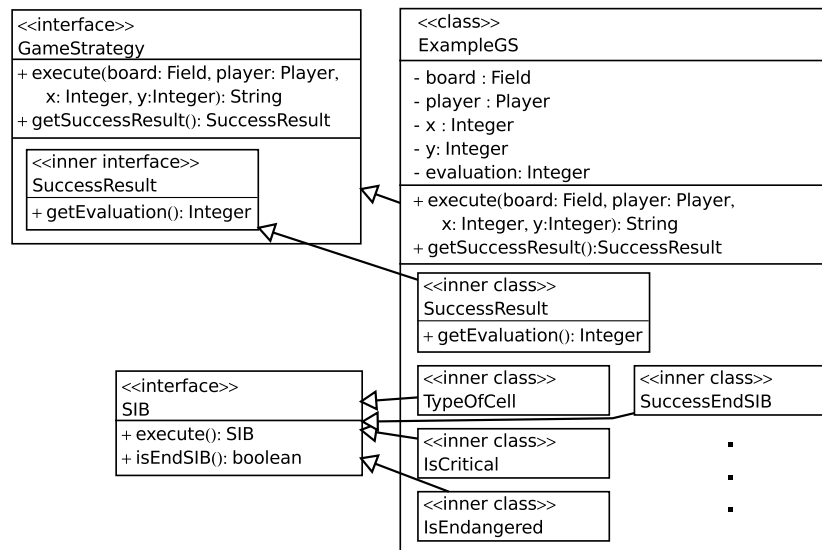 <<interface>>
GameStrategy
+ execute(board: Field, player: Player,
x: Integer, y:Integer): String
+ getSuccessResult(): SuccessResult
<<inner interface>>
SuccessResult
+ getEvaluation(): Integer
<<class>>
ExampleGS
- board : Field
- player : Player
- x : Integer
- y: Integer
- evaluation: Integer
+ execute(board: Field, player: Player,
x: Integer, y:Integer): String
+ getSuccessResult():SuccessResult
<<inner class>>
SuccessResult
+ getEvaluation(): Integer
<<interface>>
SIB
+ execute(): SIB
+ isEndSIB(): boolean
<<inner class>>
TypeOfCell
<<inner class>>
SuccessEndSIB
<<inner class>>
IsCritical
<<inner class>>
IsEndangered